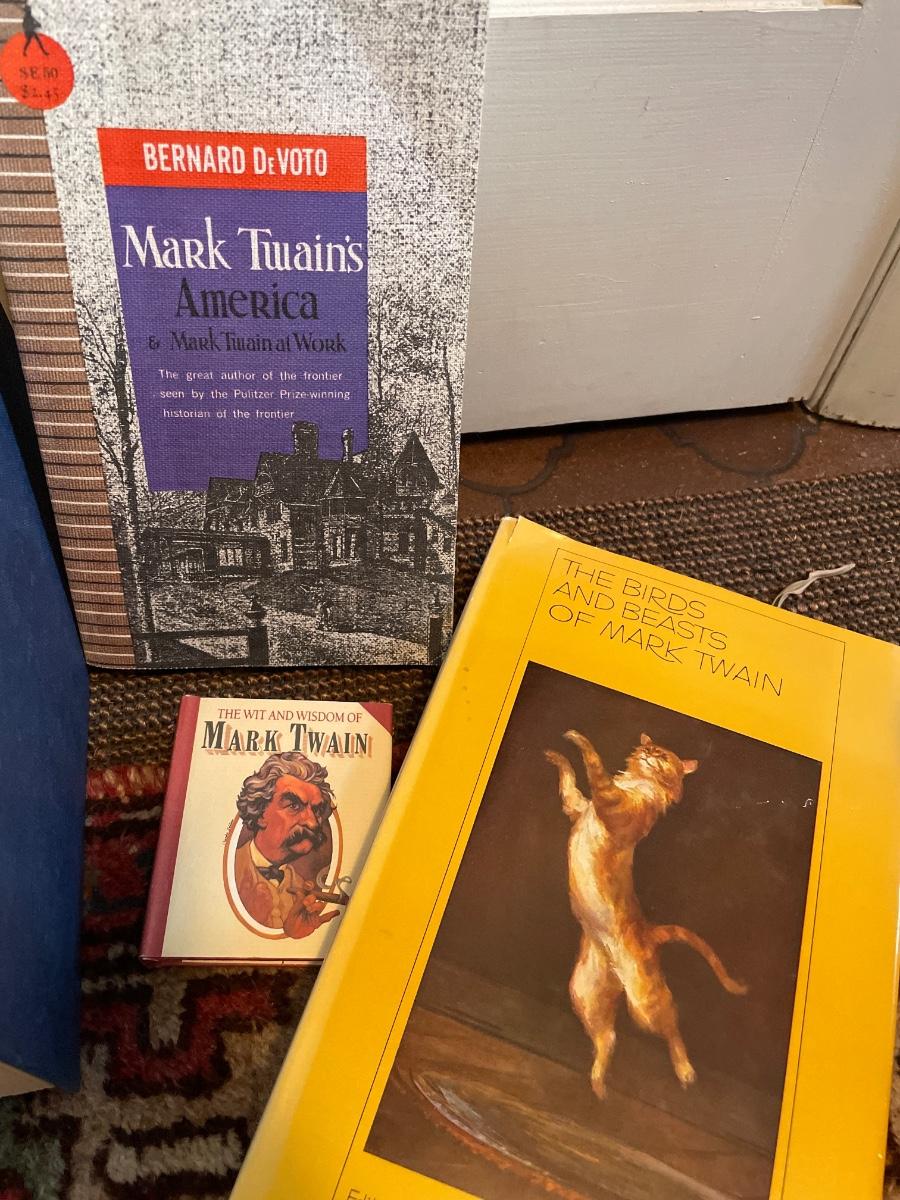 $E.50
$2.45
BERNARD DeVOTO
Mark Twain's
America
& Mark Twain at Work
The great author of the frontier
seen by the Pulitzer Prize-winning
historian of the frontier
THE WIT AND WISDOM OF
MARK TWAIN
THE BIRDS
AND BEASTS
OF MARK TWAIN